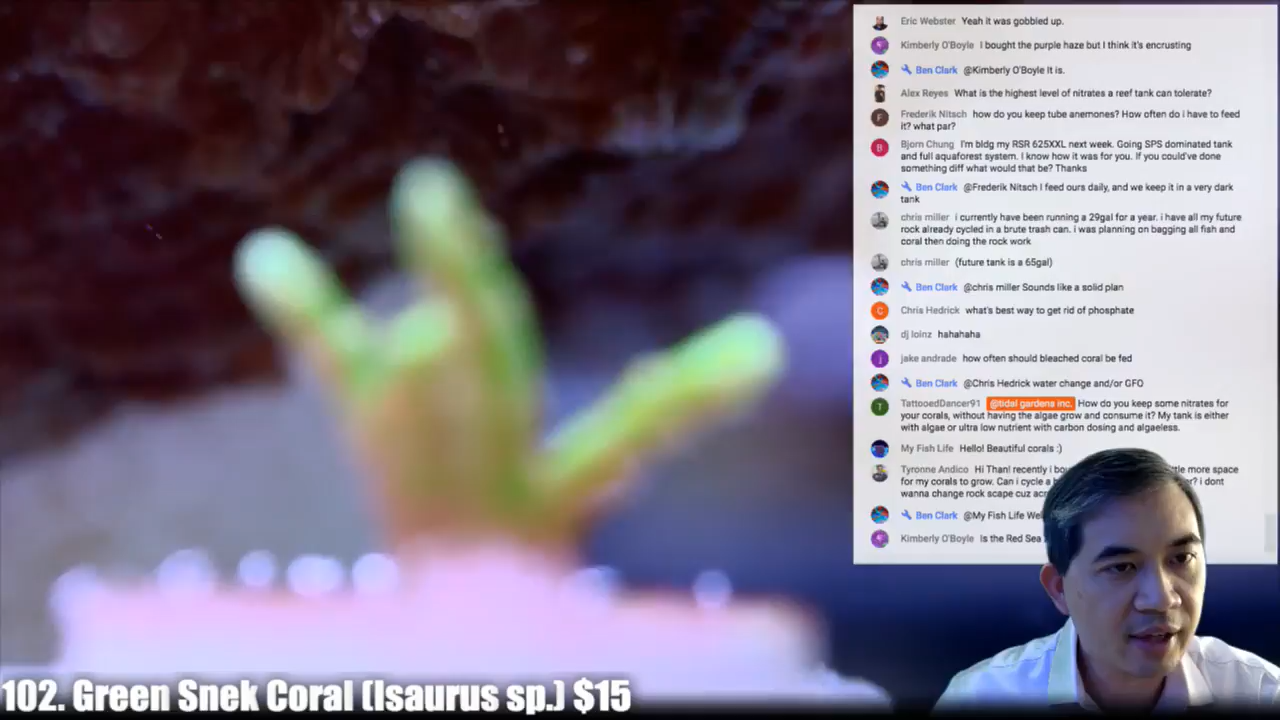 Eric Webster Yeah it was gobbled up.
Kimberly O'Boyle I bought the purple haze but I think it's encrusting
Ben Clark @Kimberly O'Boyle It is.
Alex Reyes What is the highest level of nitrates a reef tank can tolerate?
F Frederik Nitsch how do you keep tube anemones? How often do i have to feed
it? what par?
B Bjorn Chung I'm bldg my RSR 625XXL next week. Going SPS dominated tank
and full aquaforest system. I know how it was for you. If you could've done
something diff what would that be? Thanks
Ben Clark @Frederik Nitsch I feed ours daily, and we keep it in a very dark
tank
chris miller i currently have been running a 29gal for a year. i have all my future
rock already cycled in a brute trash can. i was planning on bagging all fish and
coral then doing the rock work
chris miller (future tank is a 65gal)
Ben Clark @chris miller Sounds like a solid plan
C Chris Hedrick what's best way to get rid of phosphate
dj loinz hahahaha
j jake andrade how often should bleached coral be fed
Ben Clark @Chris Hedrick water change and/or GFO
T TattooedDancer91 @tidal gardens inc. How do you keep some nitrates for
your corals, without having the algae grow and consume it? My tank is either
with algae or ultra low nutrient with carbon dosing and algaeless.
My Fish Life Hello! Beautiful corals :)
Tyronne Andico Hi Than! recently i more space
for my corals to grow. Can i cycle a i dont
wanna change rock scape cuz
Ben Clark @My Fish Life
Kimberly O'Boyle Is the Red Sea
102. Green Snek Coral (Isaurus sp.) $15